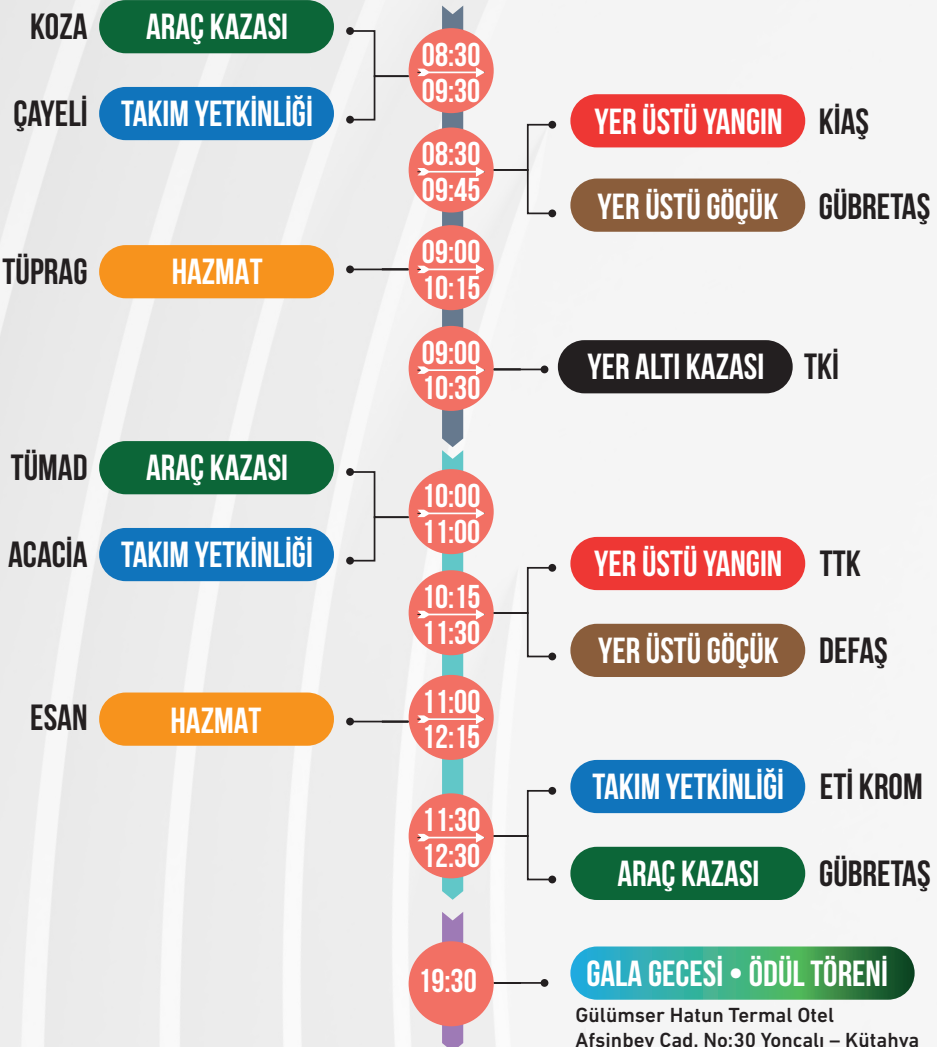 KOZA ARAÇ KAZASI
08:30
09:30
ÇAYELİ TAKIM YETKİNLİĞİ
08:30
09:45
YER ÜSTÜ YANGIN KİAŞ
YER ÜSTÜ GÖÇÜK GÜBRETAŞ
TÜPRAG HAZMAT
09:00
10:15
09:00
10:30
YER ALTI KAZASI TKİ
TÜMAD ARAÇ KAZASI
10:00
11:00
ACACİA TAKIM YETKİNLİĞİ
10:15
11:30
YER ÜSTÜ YANGIN TTK
YER ÜSTÜ GÖÇÜK DEFAŞ
ESAN HAZMAT
11:00
12:15
11:30
12:30
TAKIM YETKİNLİĞİ ETİ KROM
ARAÇ KAZASI GÜBRETAŞ
19:30
GALA GECESİ • ÖDÜL TÖRENİ
Gülümser Hatun Termal Otel
Afşinbey Cad. No:30 Yoncalı – Kütahya